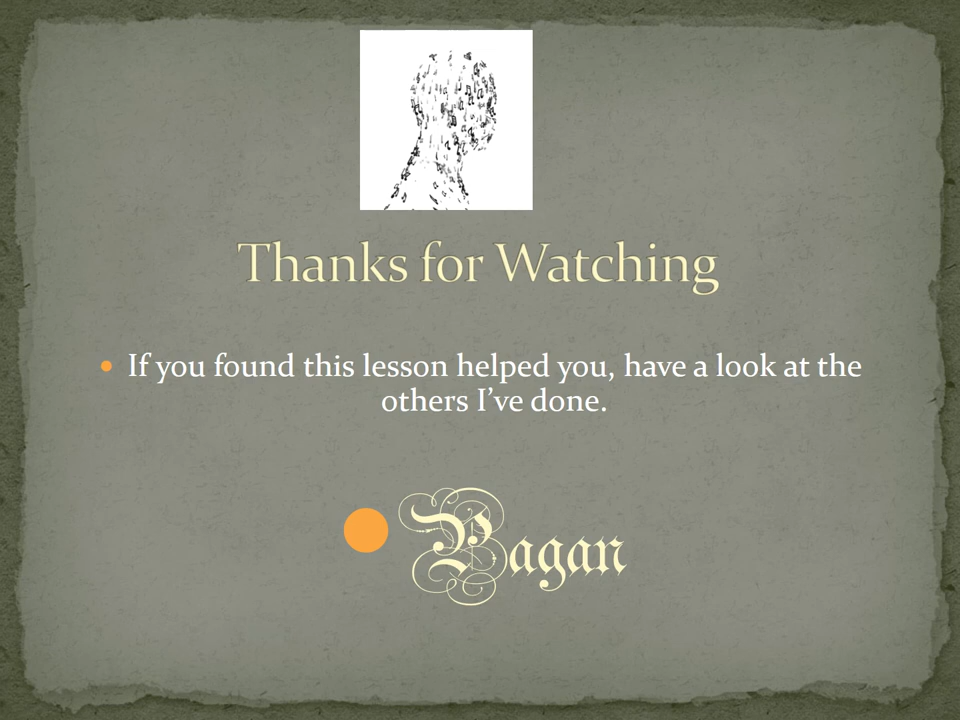 Thanks for Watching
• If you found this lesson helped you, have a look at the
others I’ve done.
• Pagan